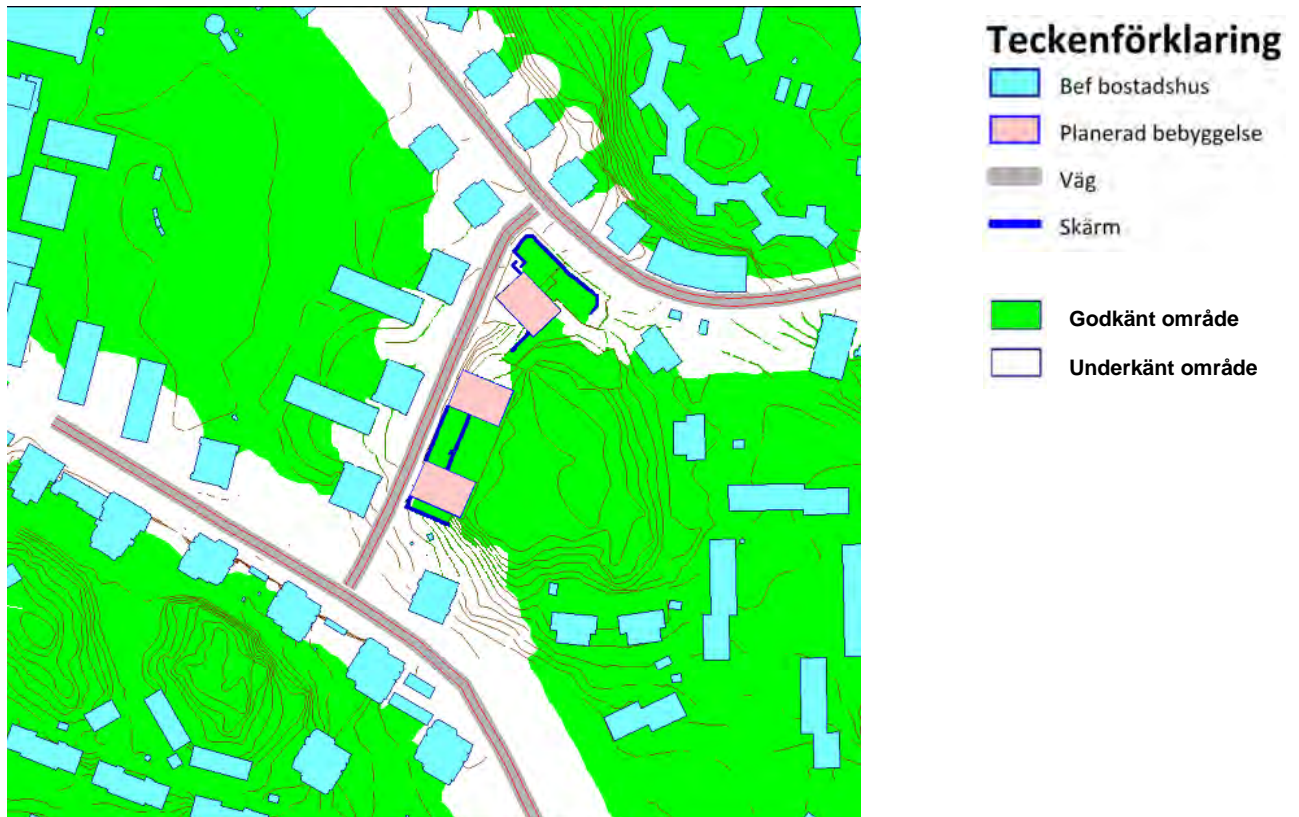 Teckenförklaring
Bef bostadshus
Planerad bebyggelse
Väg
Skärm
Godkänt område
Underkänt område